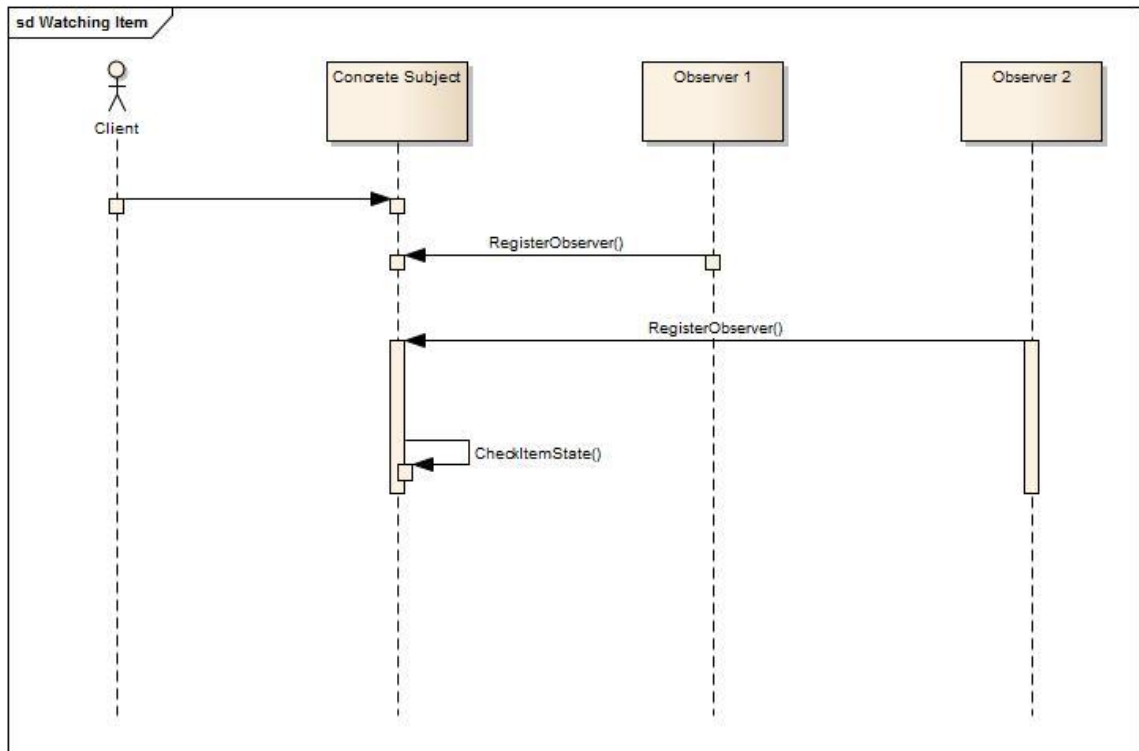 sd Watching Item
Client
Concrete Subject
Observer 1
Observer 2
RegisterObserver()
RegisterObserver()
CheckItemState()